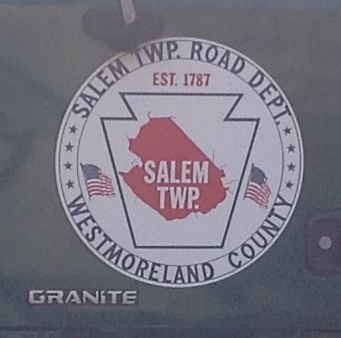 SALEM TWP. ROAD DEPT.
EST. 1787
SALEM
TWP.
WESTMORELAND COUNTY
GRANITE